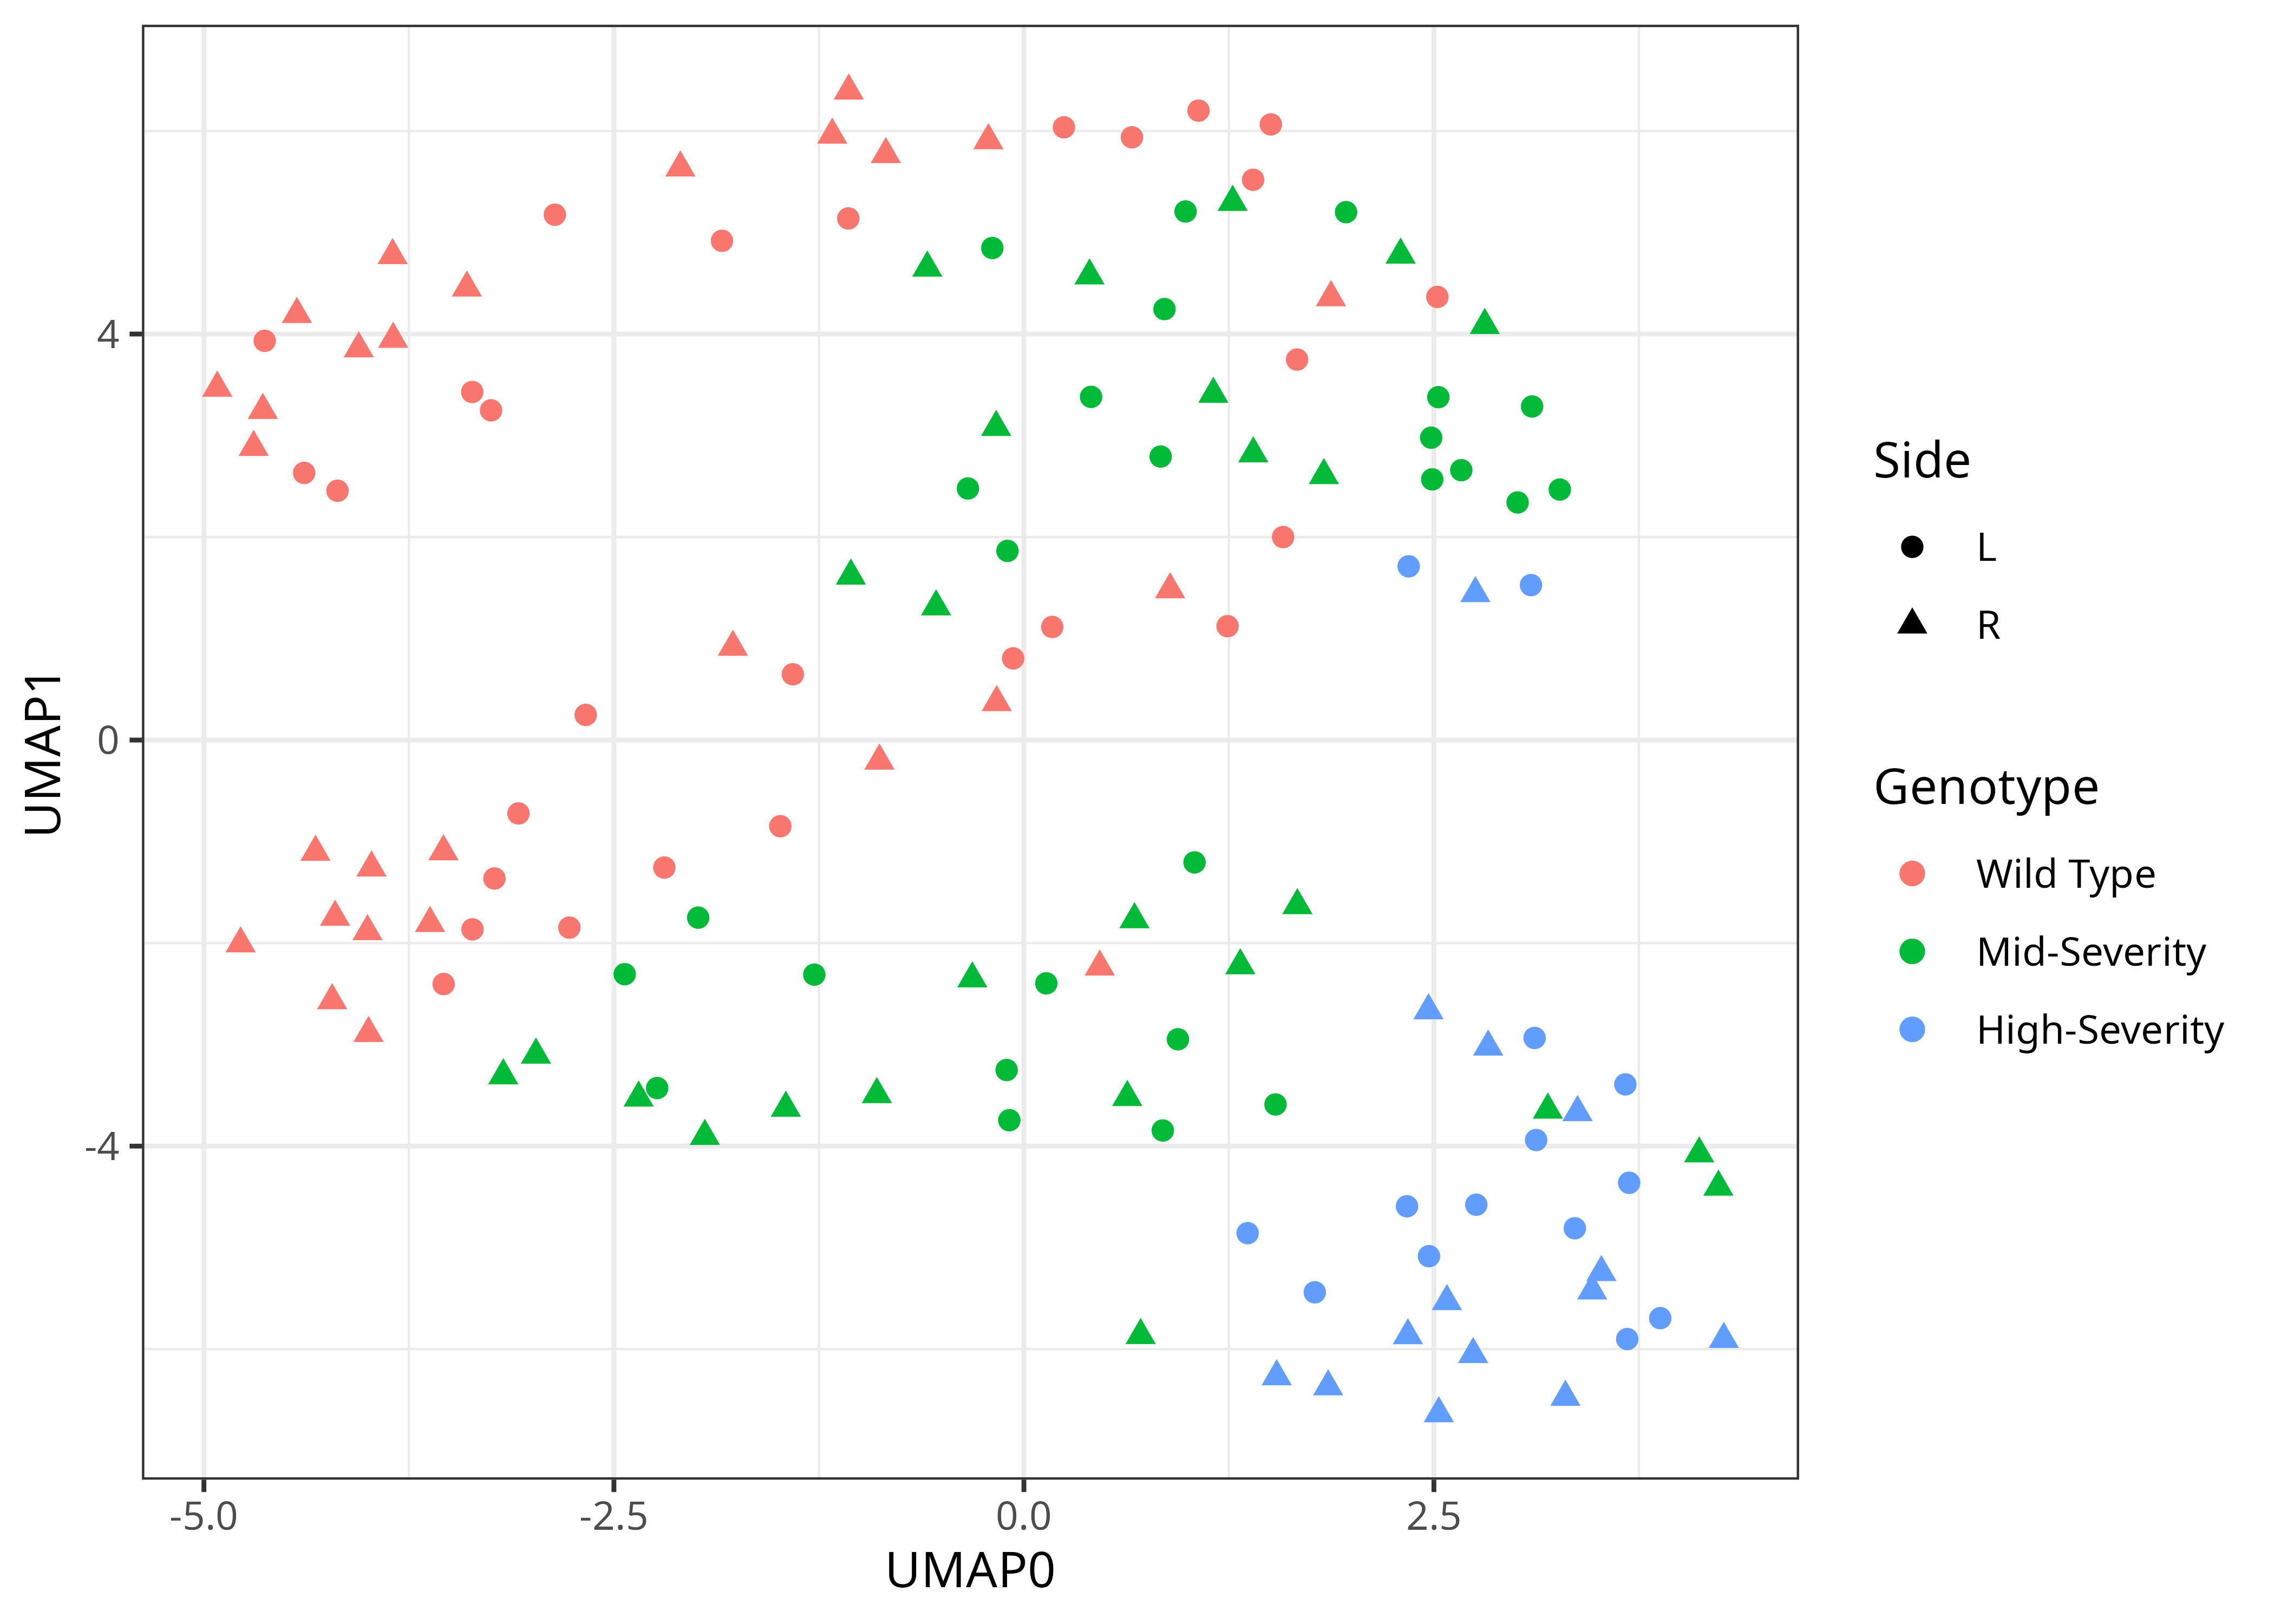 UMAP1
4
0
-4
-5.0 -2.5 0.0 2.5
UMAP0
Side
L
R
Genotype
Wild Type
Mid-Severity
High-Severity